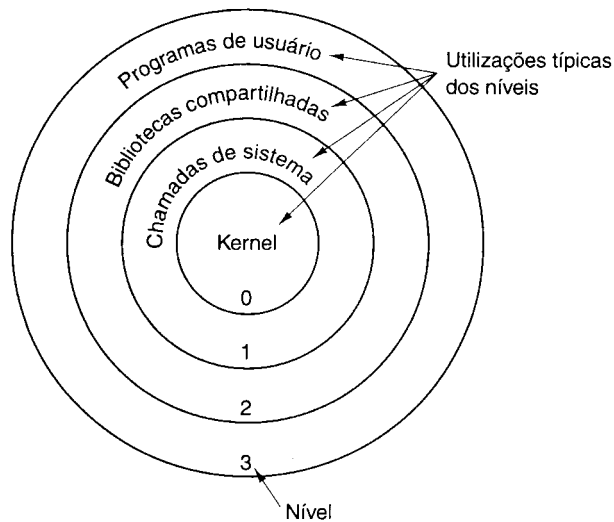 Programas de usuário
Bibliotecas compartilhadas
Chamadas de sistema
Kernel
0
1
2
3
Utilizações típicas
dos níveis
Nível